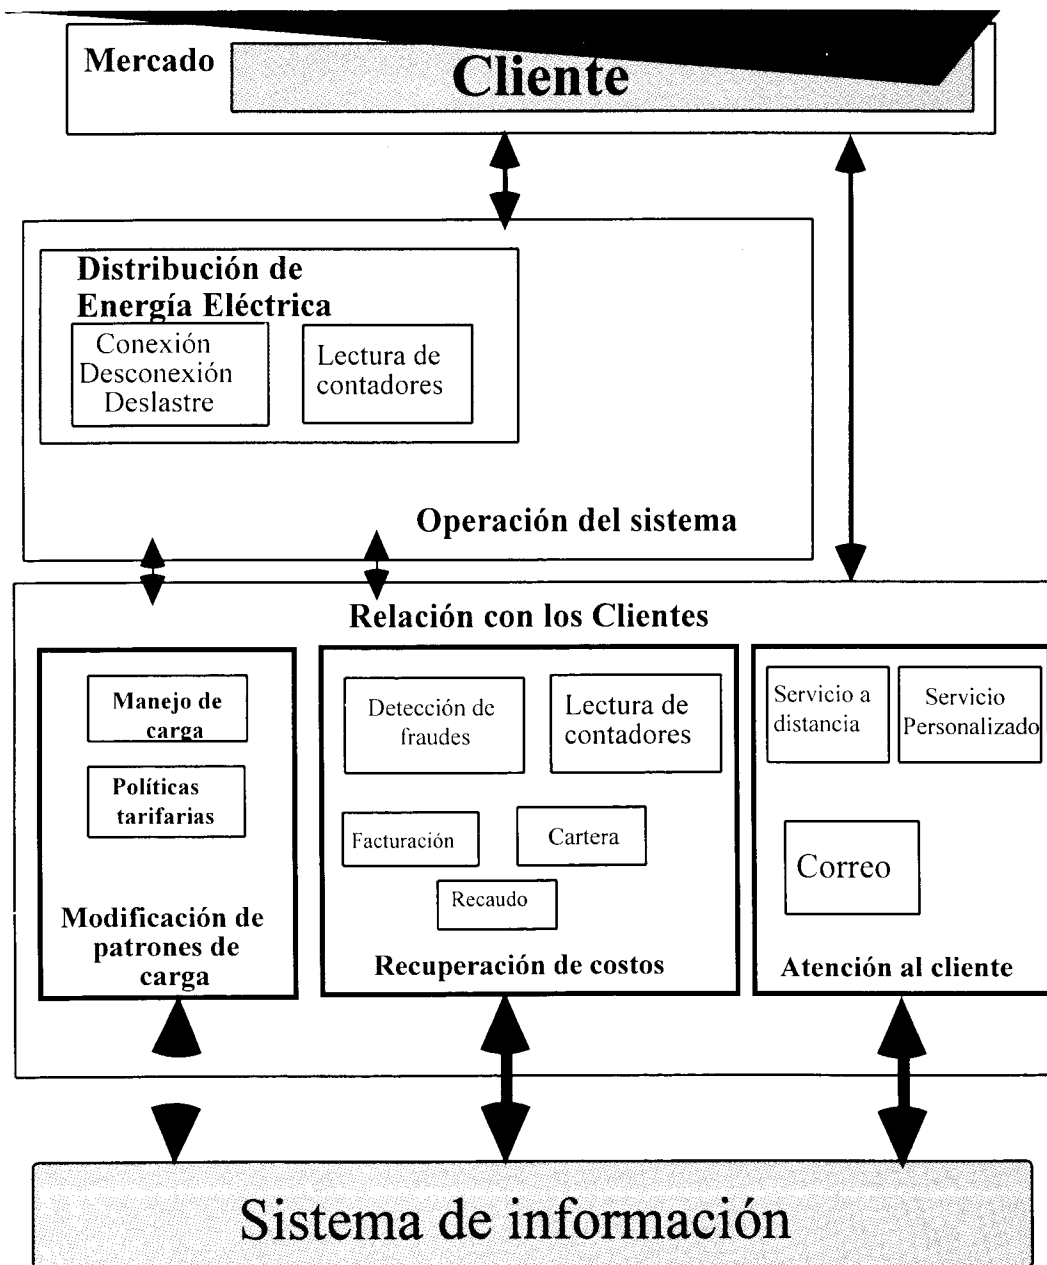 Mercado
Cliente
Distribución de
Energía Eléctrica
Conexión
Desconexión
Deslastre
Lectura de
contadores
Operación del sistema
Relación con los Clientes
Manejo de
carga
Políticas
tarifarias
Modificación de
patrones de
carga
Detección de
fraudes
Lectura de
contadores
Facturación
Cartera
Recaudo
Recuperación de costos
Servicio a
distancia
Servicio
Personalizado
Correo
Atención al cliente
Sistema de información